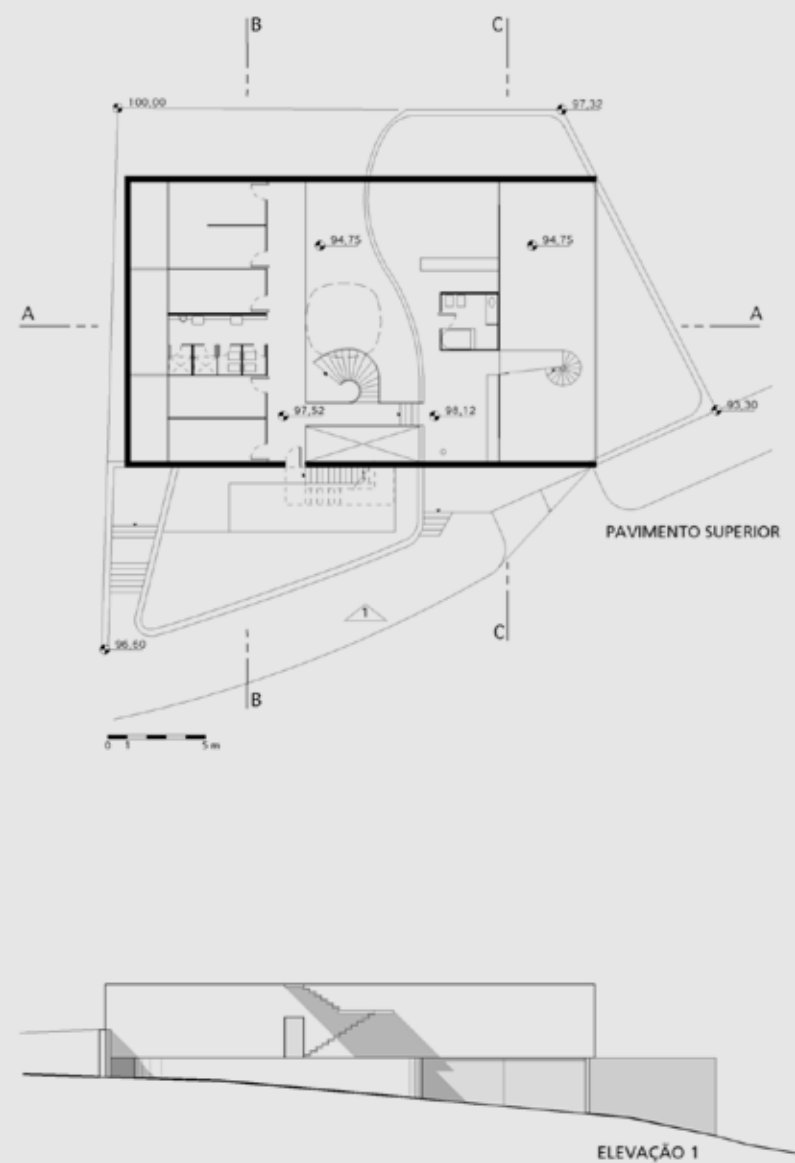 B
C
100,00
97,32
94,75
94,75
A
A
97,52
98,12
93,30
PAVIMENTO SUPERIOR
1
C
96,60
B
0 1 5 m
ELEVAÇÃO 1